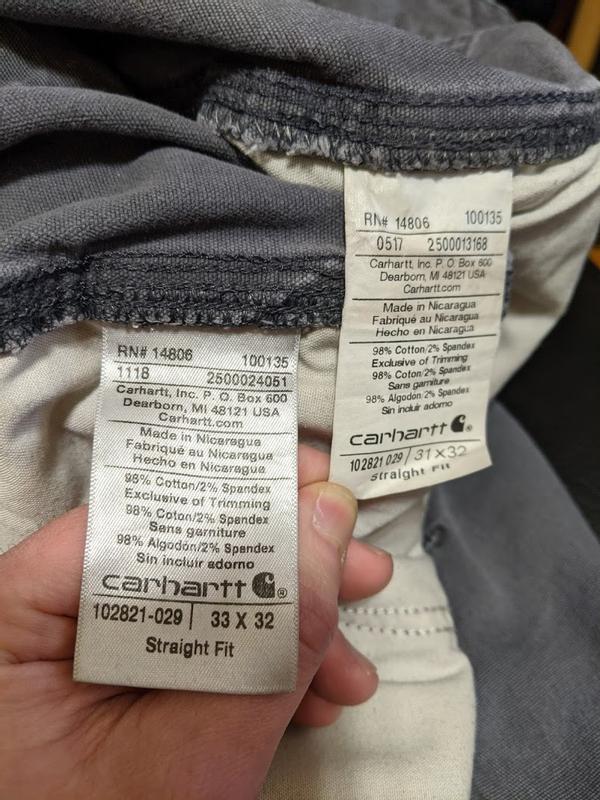 RN# 14806 100135
1118 2500024051
Carhartt, Inc. P. O. Box 600
Dearborn, MI 48121 USA
Carhartt.com
Made in Nicaragua
Fabriqué au Nicaragua
Hecho en Nicaragua
98% Cotton/2% Spandex
Exclusive of Trimming
98% Coton/2% Spandex
Sans garniture
98% Algodón/2% Spandex
Sin incluir adorno
carhartt ®
102821-029 | 33 X 32
Straight Fit
RN# 14806 100135
0517 2500013168
Carhartt, Inc. P. O. Box 600
Dearborn, MI 48121 USA
Carhartt.com
Made in Nicaragua
Fabriqué au Nicaragua
Hecho en Nicaragua
98% Cotton/2% Spandex
Exclusive of Trimming
98% Coton/2% Spandex
Sans garniture
98% Algodón/2% Spandex
Sin incluir adorno
carhartt ®
102821 029 / 31 X 32
Straight Fit